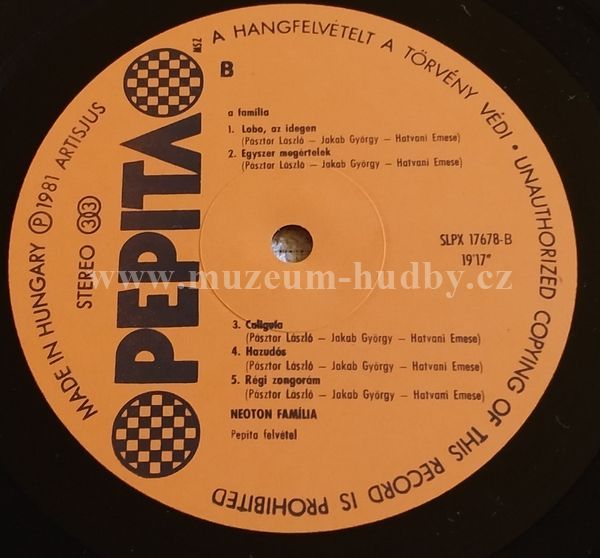 MADE IN HUNGARY Ⓟ 1981 ARTISJUS
MSZ A HANGFELVÉTELT A TÖRVÉNY VÉDI • UNAUTHORIZED COPYING OF THIS RECORD IS PROHIBITED
STEREO 33
PEPITA
B
a família
1. Lobo, az idegen
(Pásztor László – Jakab György – Hatvani Emese)
2. Egyszer megértelek
(Pásztor László – Jakab György – Hatvani Emese)
SLPX 17678-B
19'17"
www.muzeum-hudby.cz
3. Caligula
(Pásztor László – Jakab György – Hatvani Emese)
4. Hazudós
(Pásztor László – Jakab György – Hatvani Emese)
5. Régi zongorám
(Pásztor László – Jakab György – Hatvani Emese)
NEOTON FAMÍLIA
Pepita felvétel